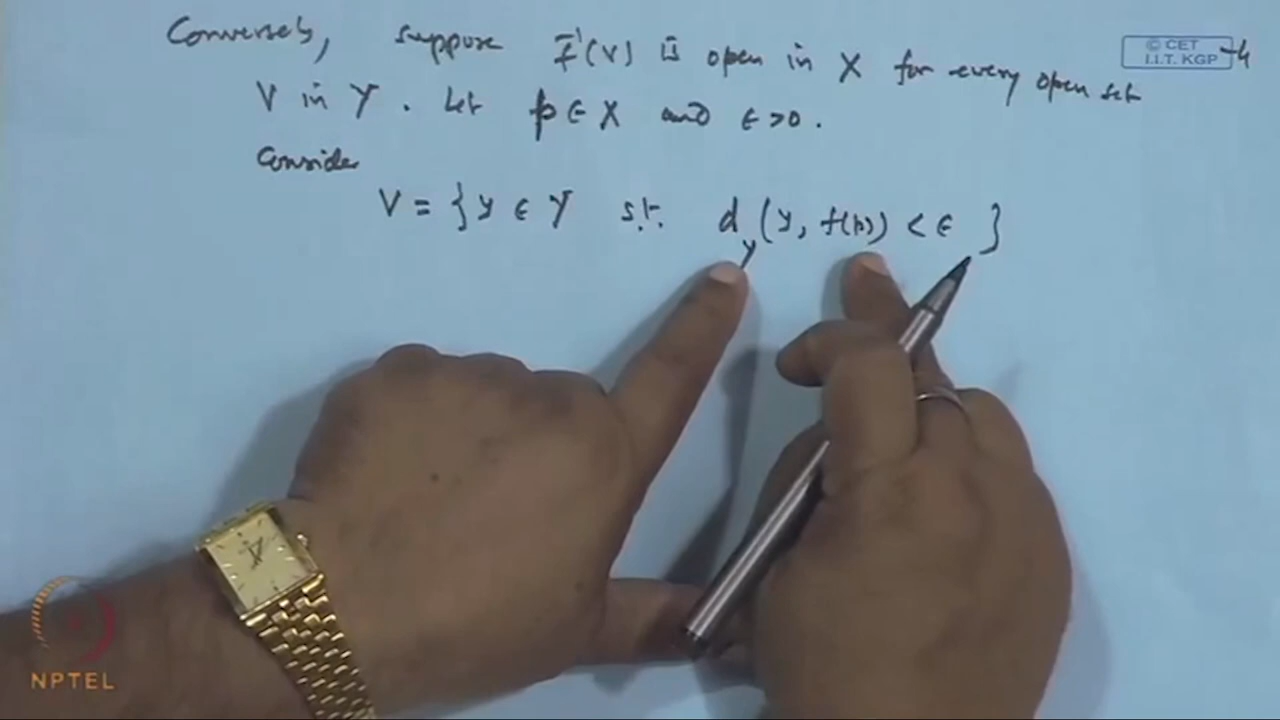 Conversely, suppose f⁻¹(V) is open in X for every open set
V in Y. Let p ∈ X and ε > 0.
Consider
V = { y ∈ Y s.t. d_Y (y, f(p)) < ε }
© CET
I.I.T. KGP
NPTEL